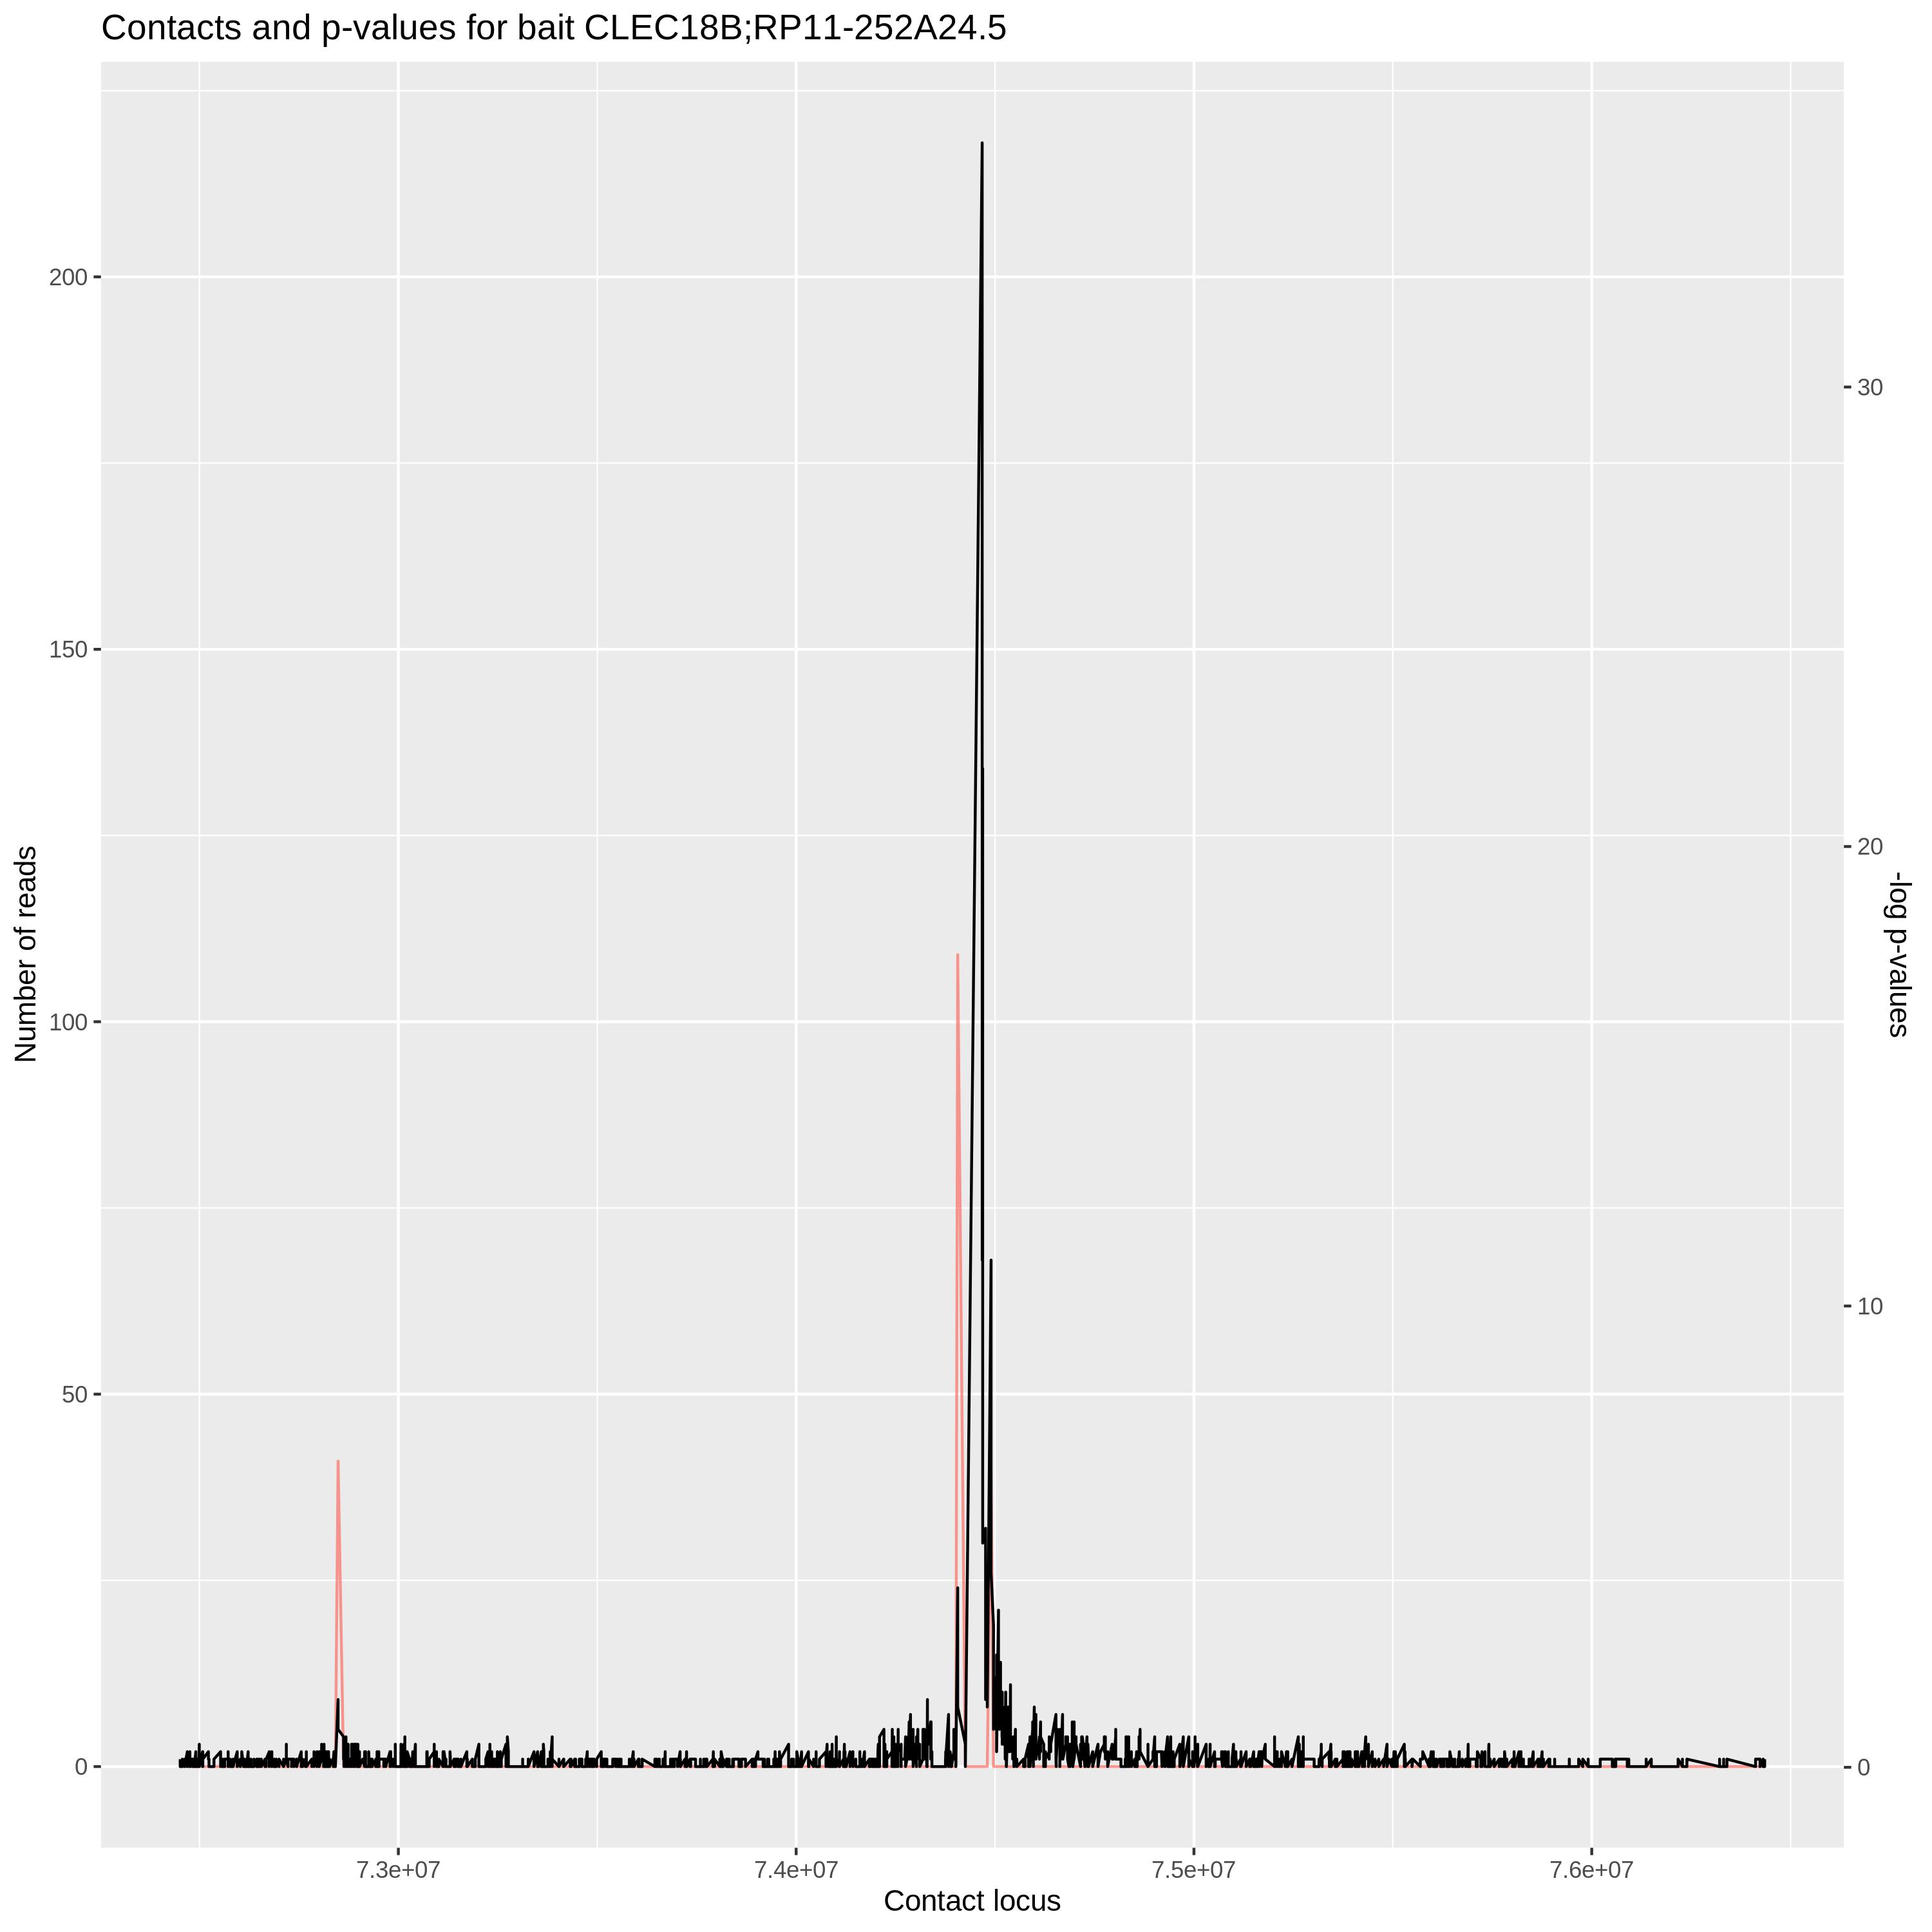 Contacts and p-values for bait CLEC18B;RP11-252A24.5
Number of reads
200
150
100
50
0
30
20
10
0
-log p-values
7.3e+07 7.4e+07 7.5e+07 7.6e+07
Contact locus